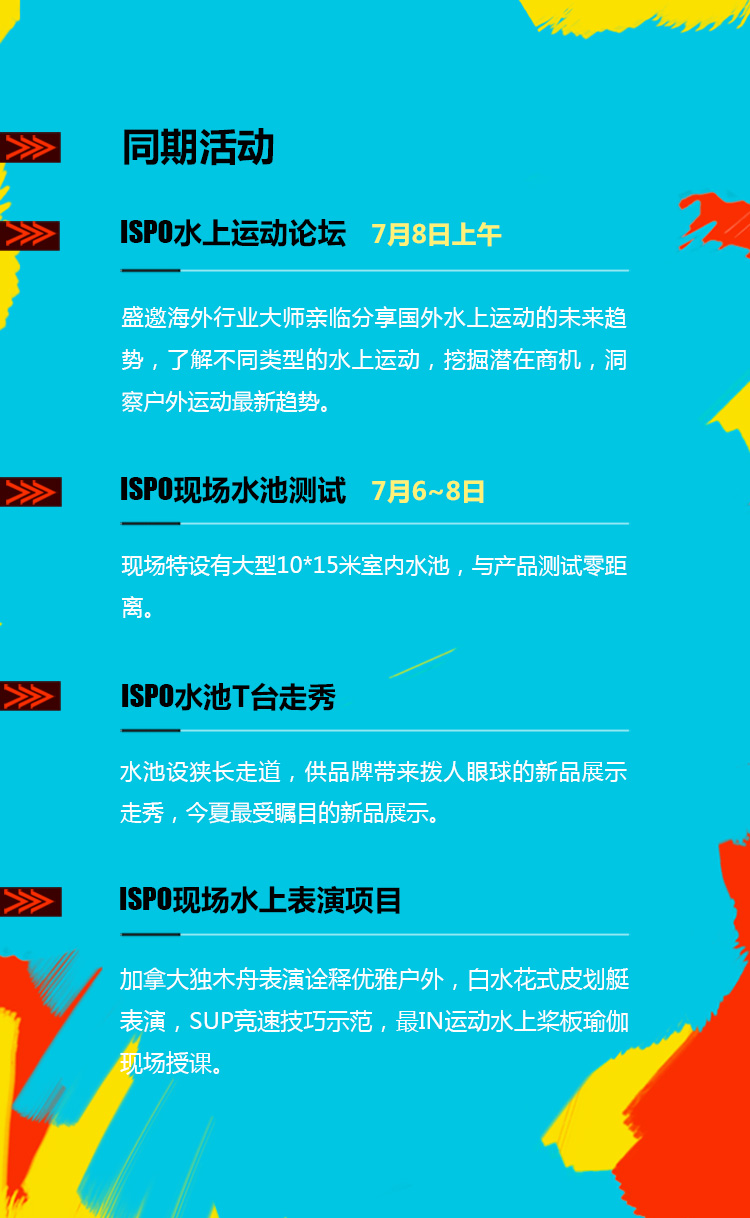 同期活动
ISPO水上运动论坛 7月8日上午
盛邀海外行业大师亲临分享国外水上运动的未来趋
势，了解不同类型的水上运动，挖掘潜在商机，洞
察户外运动最新趋势。
ISPO现场水池测试 7月6~8日
现场特设有大型10*15米室内水池，与产品测试零距
离。
ISPO水池T台走秀
水池设狭长走道，供品牌带来拨人眼球的新品展示
走秀，今夏最受瞩目的新品展示。
ISPO现场水上表演项目
加拿大独木舟表演诠释优雅户外，白水花式皮划艇
表演，SUP竞速技巧示范，最IN运动水上桨板瑜伽
现场授课。